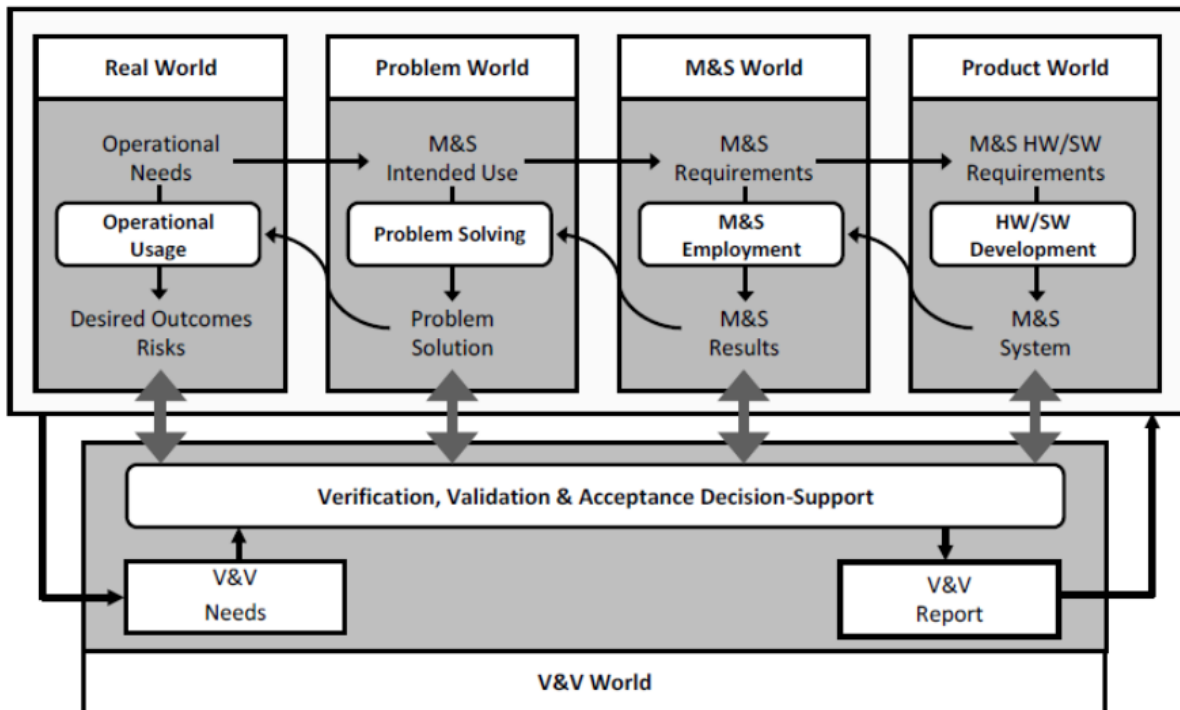 Real World
Problem World
M&S World
Product World
Operational
Needs
M&S
Intended Use
M&S
Requirements
M&S HW/SW
Requirements
Operational
Usage
Problem Solving
M&S
Employment
HW/SW
Development
Desired Outcomes
Risks
Problem
Solution
M&S
Results
M&S
System
Verification, Validation & Acceptance Decision-Support
V&V
Needs
V&V
Report
V&V World